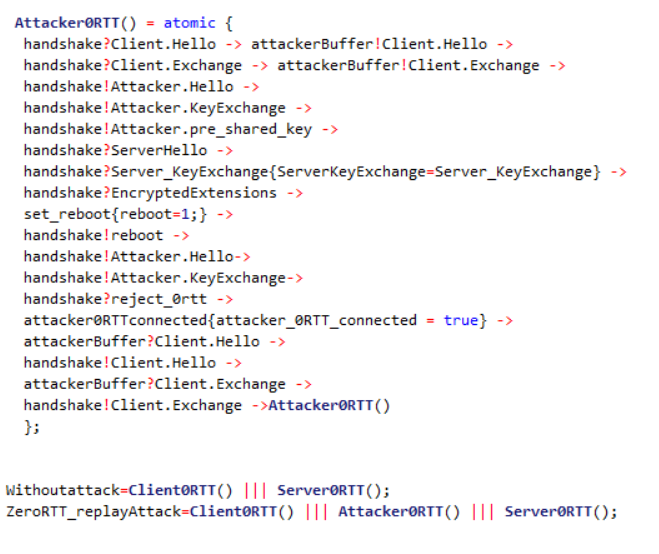 Attacker0RTT() = atomic {
handshake?Client.Hello -> attackerBuffer!Client.Hello ->
handshake?Client.Exchange -> attackerBuffer!Client.Exchange ->
handshake!Attacker.Hello ->
handshake!Attacker.KeyExchange ->
handshake!Attacker.pre_shared_key ->
handshake?ServerHello ->
handshake?Server_KeyExchange{ServerKeyExchange=Server_KeyExchange} ->
handshake?EncryptedExtensions ->
set_reboot{reboot=1;} ->
handshake!reboot ->
handshake!Attacker.Hello->
handshake!Attacker.KeyExchange->
handshake?reject_0rtt ->
attacker0RTTconnected{attacker_0RTT_connected = true} ->
attackerBuffer?Client.Hello ->
handshake!Client.Hello ->
attackerBuffer?Client.Exchange ->
handshake!Client.Exchange ->Attacker0RTT()
};
Withoutattack=Client0RTT() ||| Server0RTT();
ZeroRTT_replayAttack=Client0RTT() ||| Attacker0RTT() ||| Server0RTT();